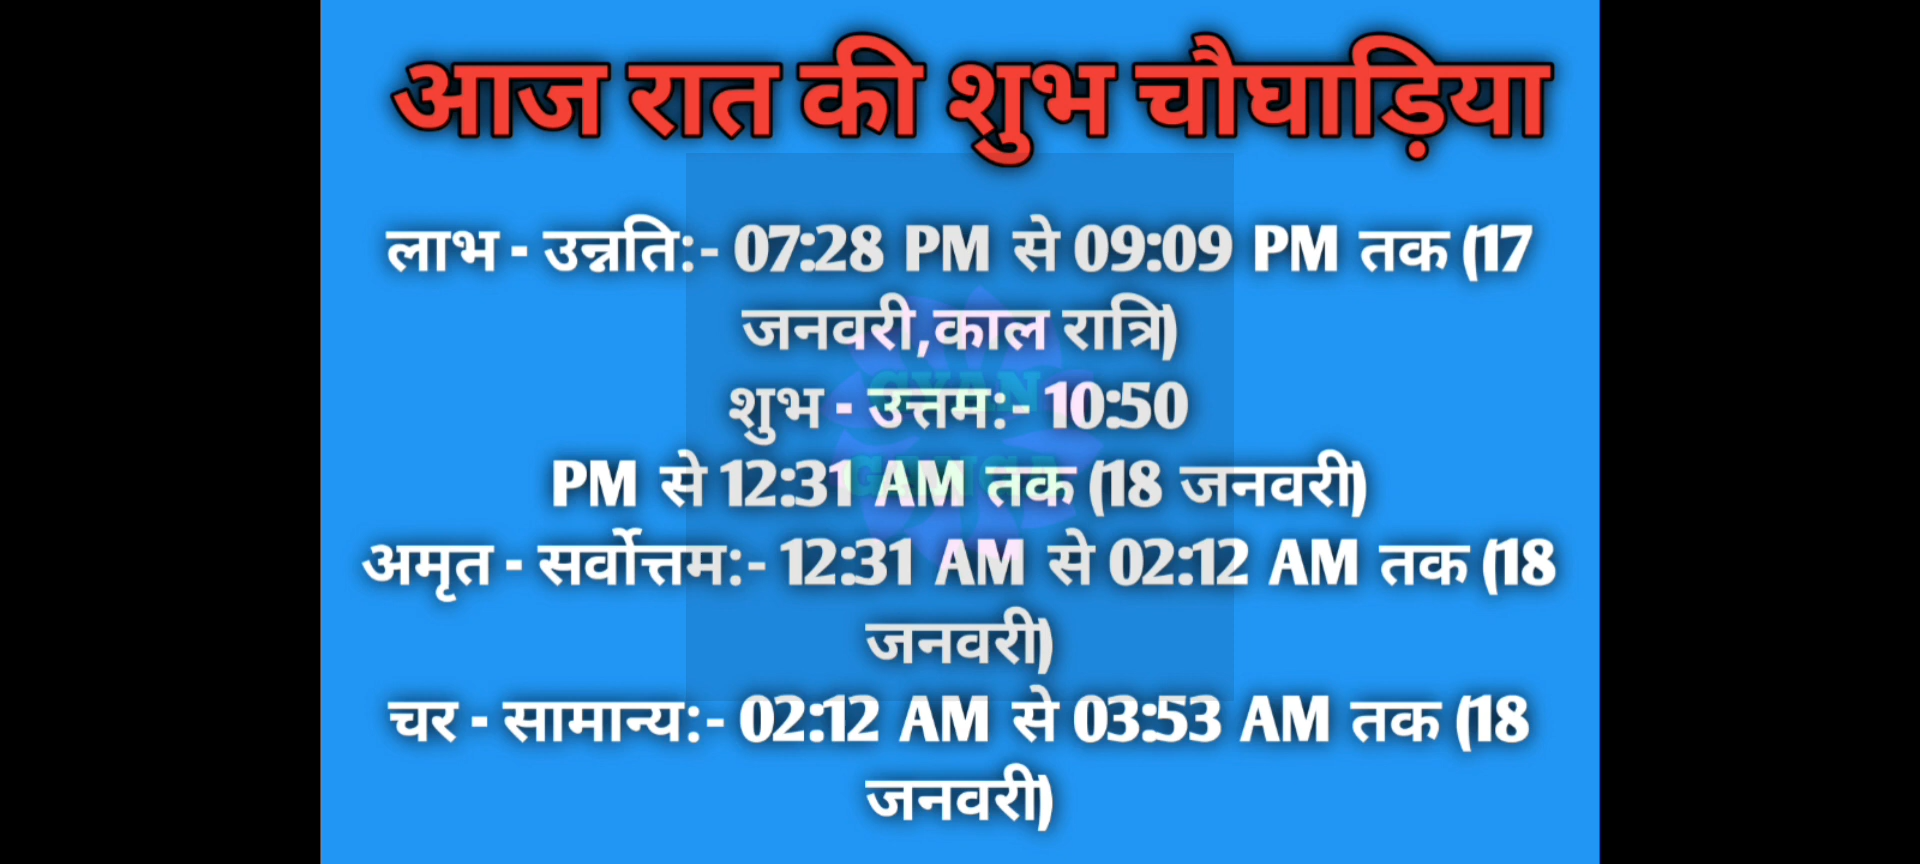 आज रात की शुभ चौघाड़िया
लाभ - उन्नति:- 07:28 PM से 09:09 PM तक (17
जनवरी,काल रात्रि)
शुभ - उत्तम:- 10:50
PM से 12:31 AM तक (18 जनवरी)
अमृत - सर्वोत्तम:- 12:31 AM से 02:12 AM तक (18
जनवरी)
चर - सामान्य:- 02:12 AM से 03:53 AM तक (18
जनवरी)
GYAN
GANGA